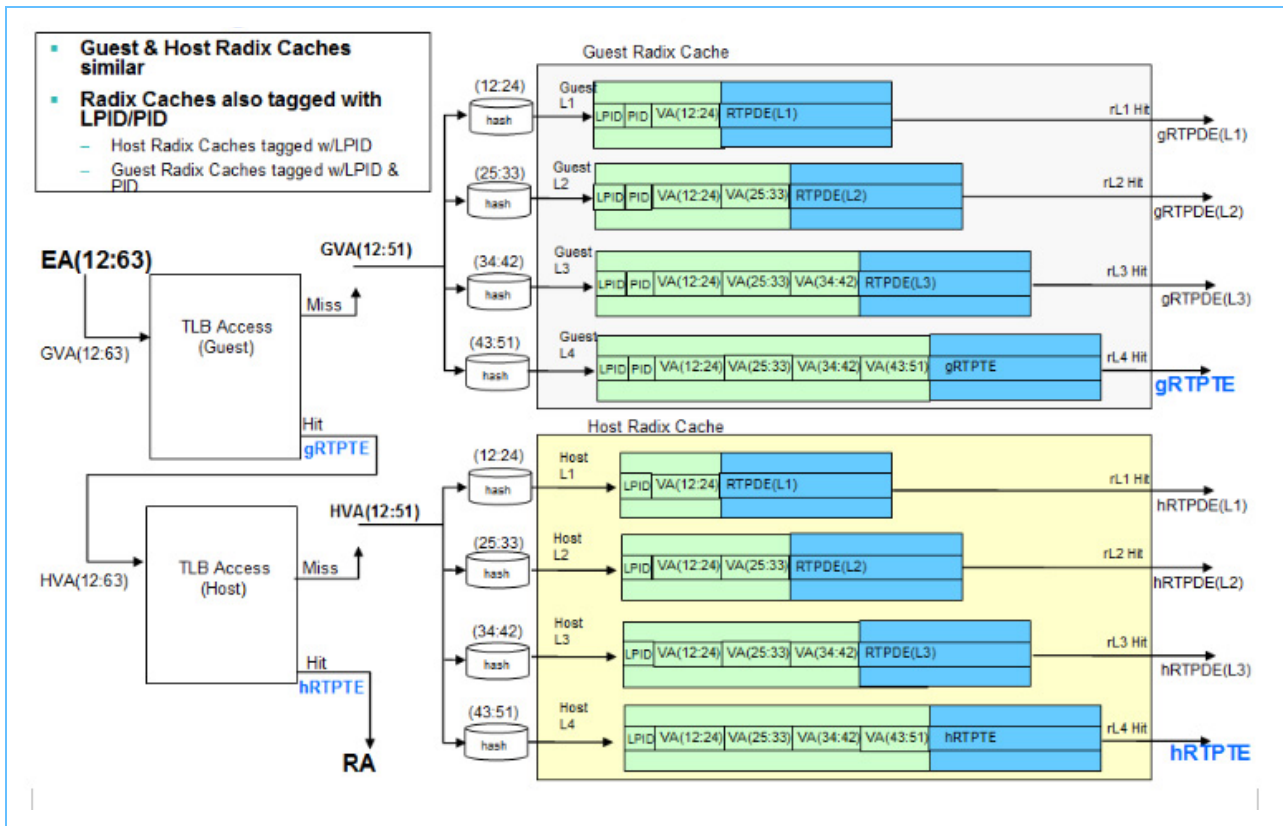 Guest & Host Radix Caches
similar
Radix Caches also tagged with
LPID/PID
– Host Radix Caches tagged w/LPID
– Guest Radix Caches tagged w/LPID &
PID
Guest Radix Cache
(12:24)
hash
Guest
L1
LPID PID VA(12:24) RTPDE(L1)
rL1 Hit
gRTPDE(L1)
(25:33)
hash
Guest
L2
LPID PID VA(12:24) VA(25:33) RTPDE(L2)
rL2 Hit
gRTPDE(L2)
(34:42)
hash
Guest
L3
LPID PID VA(12:24) VA(25:33) VA(34:42) RTPDE(L3)
rL3 Hit
gRTPDE(L3)
(43:51)
hash
Guest
L4
LPID PID VA(12:24) VA(25:33) VA(34:42) VA(43:51) gRTPTE
rL4 Hit
gRTPTE
EA(12:63)
GVA(12:63)
TLB Access
(Guest)
Miss
GVA(12:51)
Hit
gRTPTE
Host Radix Cache
(12:24)
hash
Host
L1
LPID VA(12:24) RTPDE(L1)
rL1 Hit
hRTPDE(L1)
(25:33)
hash
Host
L2
LPID VA(12:24) VA(25:33) RTPDE(L2)
rL2 Hit
hRTPDE(L2)
(34:42)
hash
Host
L3
LPID VA(12:24) VA(25:33) VA(34:42) RTPDE(L3)
rL3 Hit
hRTPDE(L3)
(43:51)
hash
Host
L4
LPID VA(12:24) VA(25:33) VA(34:42) VA(43:51) hRTPTE
rL4 Hit
hRTPTE
HVA(12:63)
TLB Access
(Host)
Miss
HVA(12:51)
Hit
hRTPTE
RA